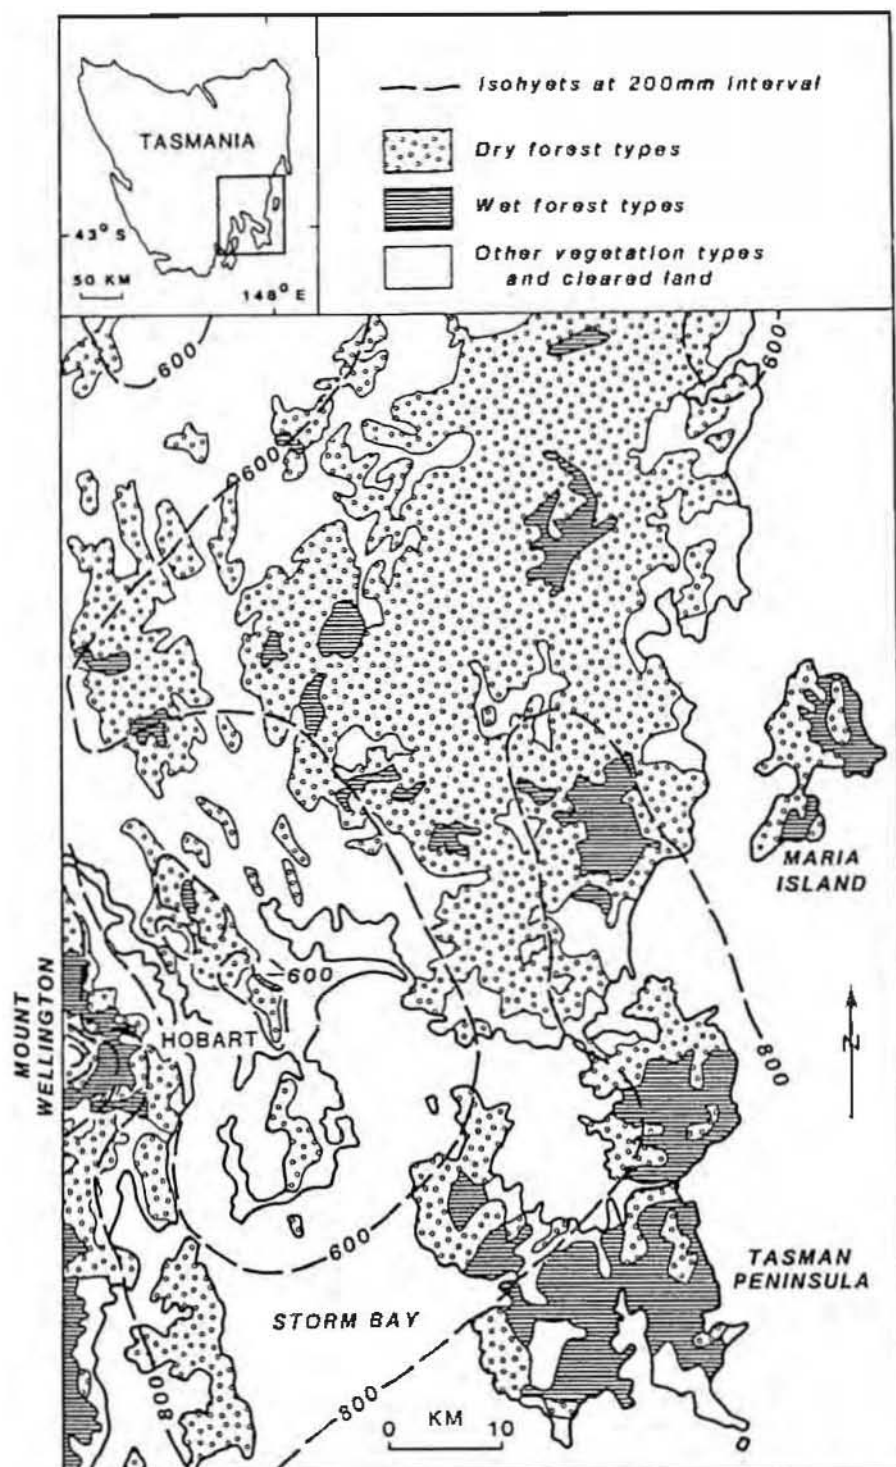 TASMANIA
43° S
50 KM
148° E
Isohyets at 200mm interval
Dry forest types
Wet forest types
Other vegetation types
and cleared land
600
600
600
MARIA
ISLAND
600
MOUNT
WELLINGTON
HOBART
N
800
600
TASMAN
PENINSULA
STORM BAY
800
800
KM
0 10